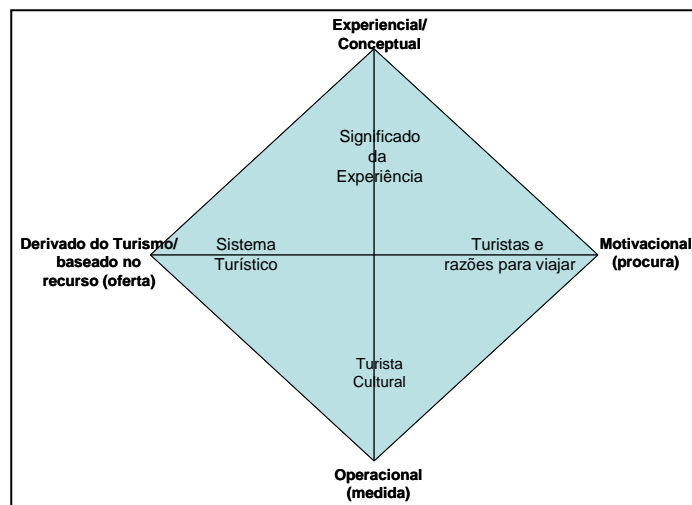 Experiencial/
Conceptual
Significado
da
Experiência
Derivado do Turismo/
baseado no
recurso (oferta)
Sistema
Turístico
Turistas e
razões para viajar
Motivacional
(procura)
Turista
Cultural
Operacional
(medida)